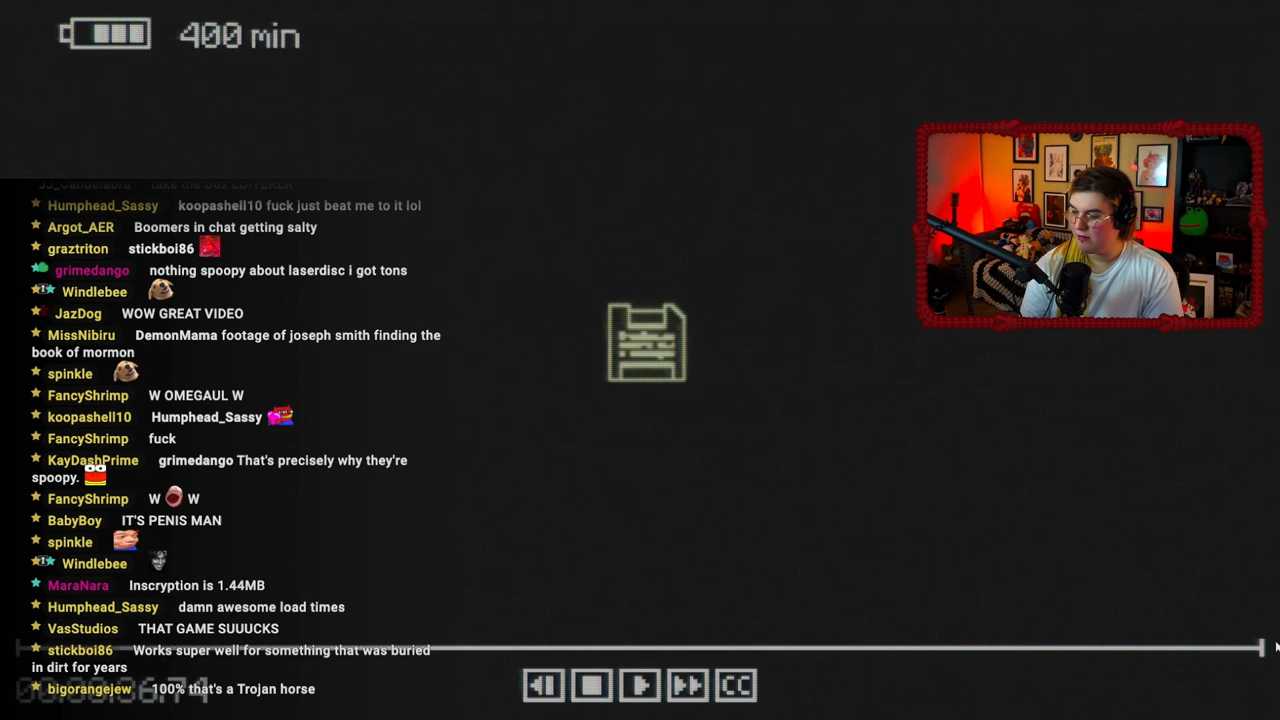 400 min
JJ_Candelabra take the Box LOITERER
Humphead_Sassy koopashell10 fuck just beat me to it lol
Argot_AER Boomers in chat getting salty
graztriton stickboi86
grimedango nothing spoopy about laserdisc i got tons
Windlebee
JazDog WOW GREAT VIDEO
MissNibiru DemonMama footage of joseph smith finding the
book of mormon
spinkle
FancyShrimp W OMEGAUL W
koopashell10 Humphead_Sassy
FancyShrimp fuck
KayDashPrime grimedango That's precisely why they're
spoopy.
FancyShrimp W W
BabyBoy IT'S PENIS MAN
spinkle
Windlebee
MaraNara Inscryption is 1.44MB
Humphead_Sassy damn awesome load times
VasStudios THAT GAME SUUUCKS
stickboi86 Works super well for something that was buried
in dirt for years
bigorangejew 100% that's a Trojan horse
CC